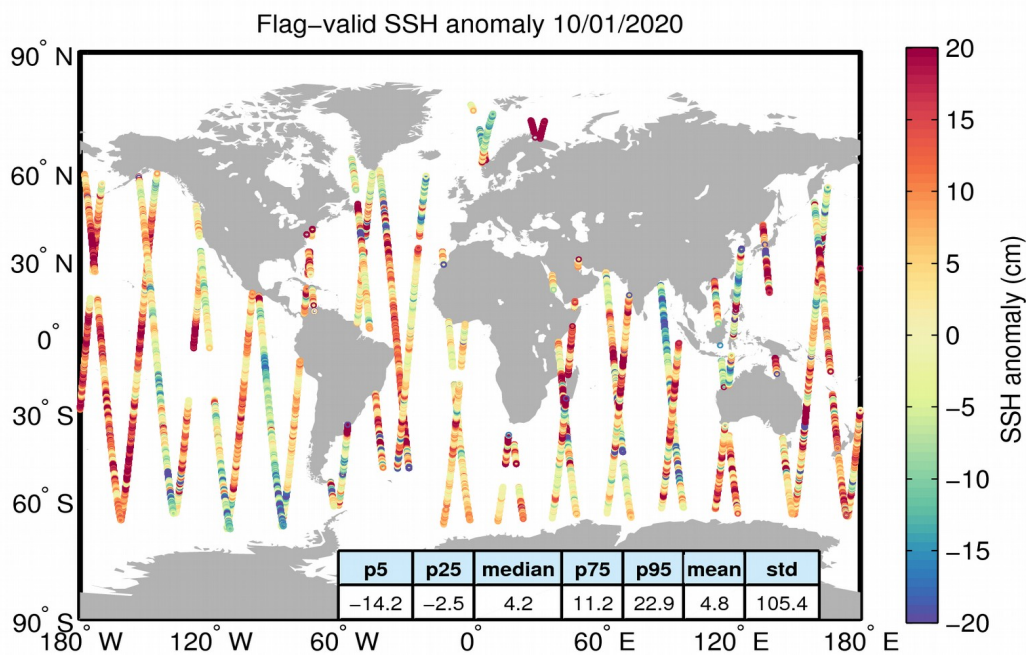 Flag−valid SSH anomaly 10/01/2020
90° N
60° N
30° N
0°
30° S
60° S
90° S
180° W
120° W
60° W
0°
60° E
120° E
180° E
p5 p25 median p75 p95 mean std
−14.2 −2.5 4.2 11.2 22.9 4.8 105.4
20
15
10
5
0
−5
−10
−15
−20
SSH anomaly (cm)